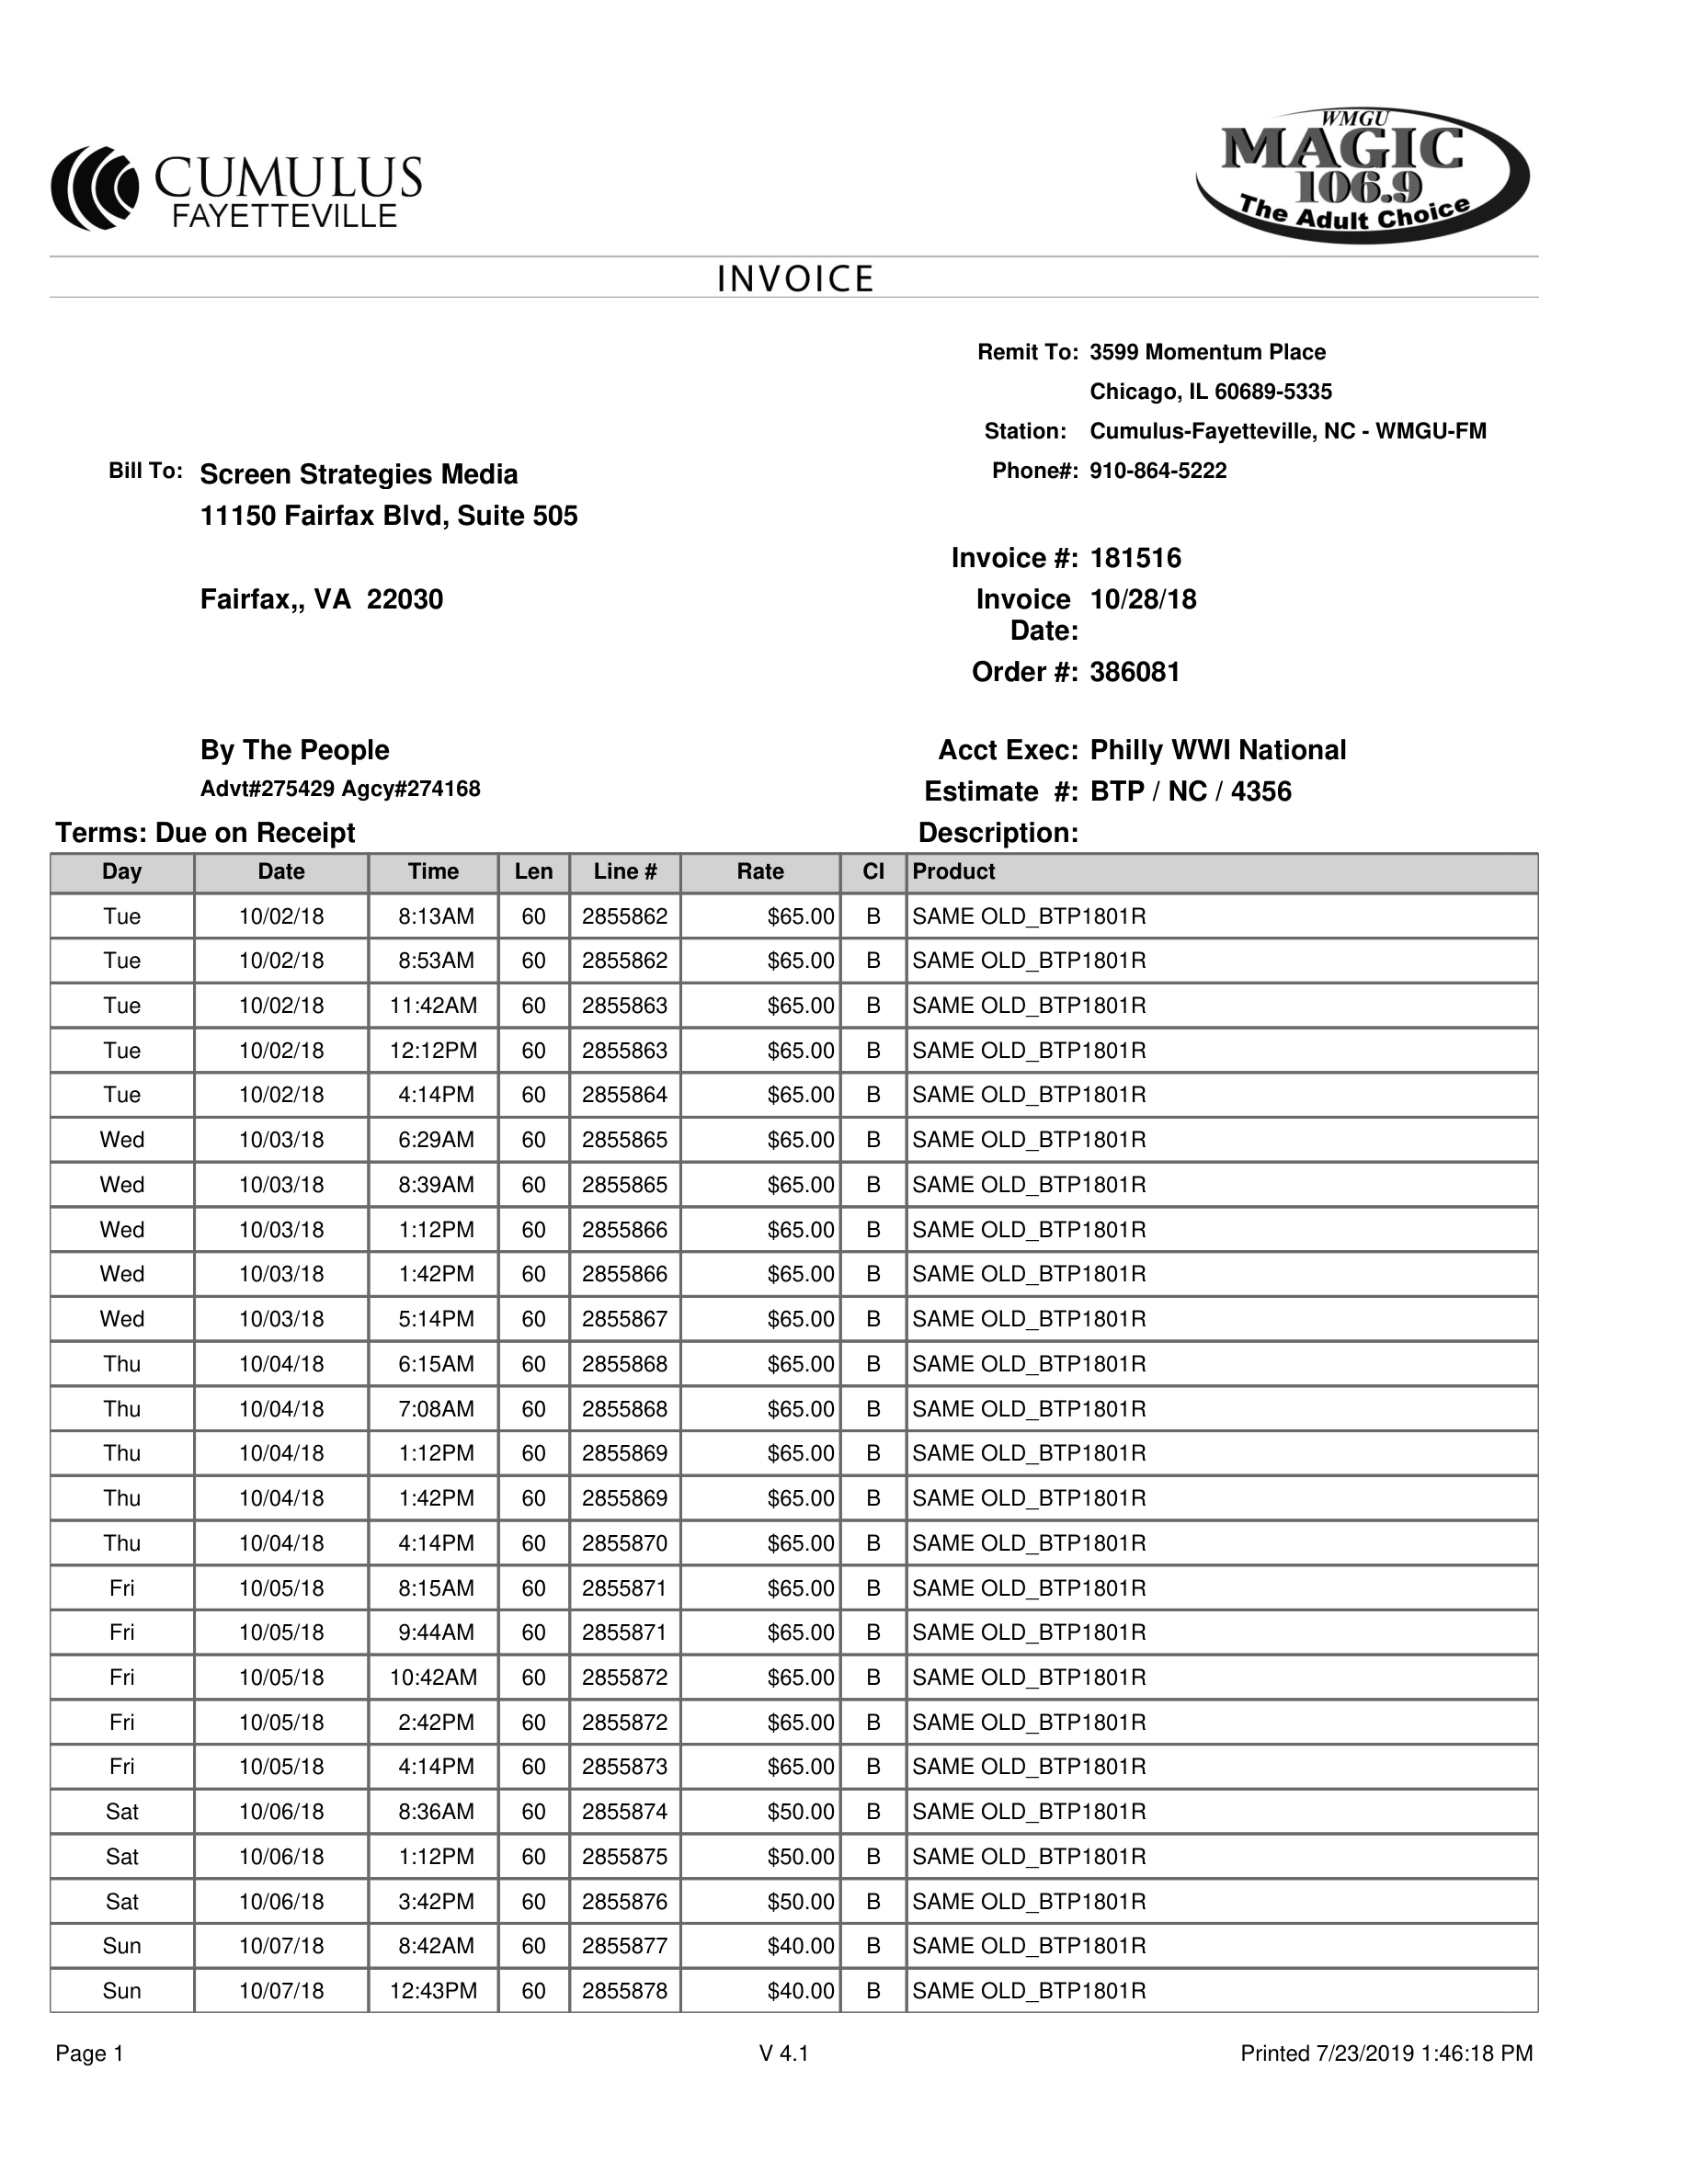 CUMULUS
FAYETTEVILLE
WMGU
MAGIC
106.9
The Adult Choice
INVOICE
Remit To: 3599 Momentum Place
Chicago, IL 60689-5335
Station: Cumulus-Fayetteville, NC - WMGU-FM
Bill To: Screen Strategies Media
Phone#: 910-864-5222
11150 Fairfax Blvd, Suite 505
Invoice #: 181516
Fairfax,, VA 22030
Invoice Date: 10/28/18
Order #: 386081
By The People
Acct Exec: Philly WWI National
Advt#275429 Agcy#274168
Estimate #: BTP / NC / 4356
Terms: Due on Receipt
Description:
Day Date Time Len Line # Rate Cl Product
Tue 10/02/18 8:13AM 60 2855862 $65.00 B SAME OLD_BTP1801R
Tue 10/02/18 8:53AM 60 2855862 $65.00 B SAME OLD_BTP1801R
Tue 10/02/18 11:42AM 60 2855863 $65.00 B SAME OLD_BTP1801R
Tue 10/02/18 12:12PM 60 2855863 $65.00 B SAME OLD_BTP1801R
Tue 10/02/18 4:14PM 60 2855864 $65.00 B SAME OLD_BTP1801R
Wed 10/03/18 6:29AM 60 2855865 $65.00 B SAME OLD_BTP1801R
Wed 10/03/18 8:39AM 60 2855865 $65.00 B SAME OLD_BTP1801R
Wed 10/03/18 1:12PM 60 2855866 $65.00 B SAME OLD_BTP1801R
Wed 10/03/18 1:42PM 60 2855866 $65.00 B SAME OLD_BTP1801R
Wed 10/03/18 5:14PM 60 2855867 $65.00 B SAME OLD_BTP1801R
Thu 10/04/18 6:15AM 60 2855868 $65.00 B SAME OLD_BTP1801R
Thu 10/04/18 7:08AM 60 2855868 $65.00 B SAME OLD_BTP1801R
Thu 10/04/18 1:12PM 60 2855869 $65.00 B SAME OLD_BTP1801R
Thu 10/04/18 1:42PM 60 2855869 $65.00 B SAME OLD_BTP1801R
Thu 10/04/18 4:14PM 60 2855870 $65.00 B SAME OLD_BTP1801R
Fri 10/05/18 8:15AM 60 2855871 $65.00 B SAME OLD_BTP1801R
Fri 10/05/18 9:44AM 60 2855871 $65.00 B SAME OLD_BTP1801R
Fri 10/05/18 10:42AM 60 2855872 $65.00 B SAME OLD_BTP1801R
Fri 10/05/18 2:42PM 60 2855872 $65.00 B SAME OLD_BTP1801R
Fri 10/05/18 4:14PM 60 2855873 $65.00 B SAME OLD_BTP1801R
Sat 10/06/18 8:36AM 60 2855874 $50.00 B SAME OLD_BTP1801R
Sat 10/06/18 1:12PM 60 2855875 $50.00 B SAME OLD_BTP1801R
Sat 10/06/18 3:42PM 60 2855876 $50.00 B SAME OLD_BTP1801R
Sun 10/07/18 8:42AM 60 2855877 $40.00 B SAME OLD_BTP1801R
Sun 10/07/18 12:43PM 60 2855878 $40.00 B SAME OLD_BTP1801R
Page 1 V 4.1 Printed 7/23/2019 1:46:18 PM